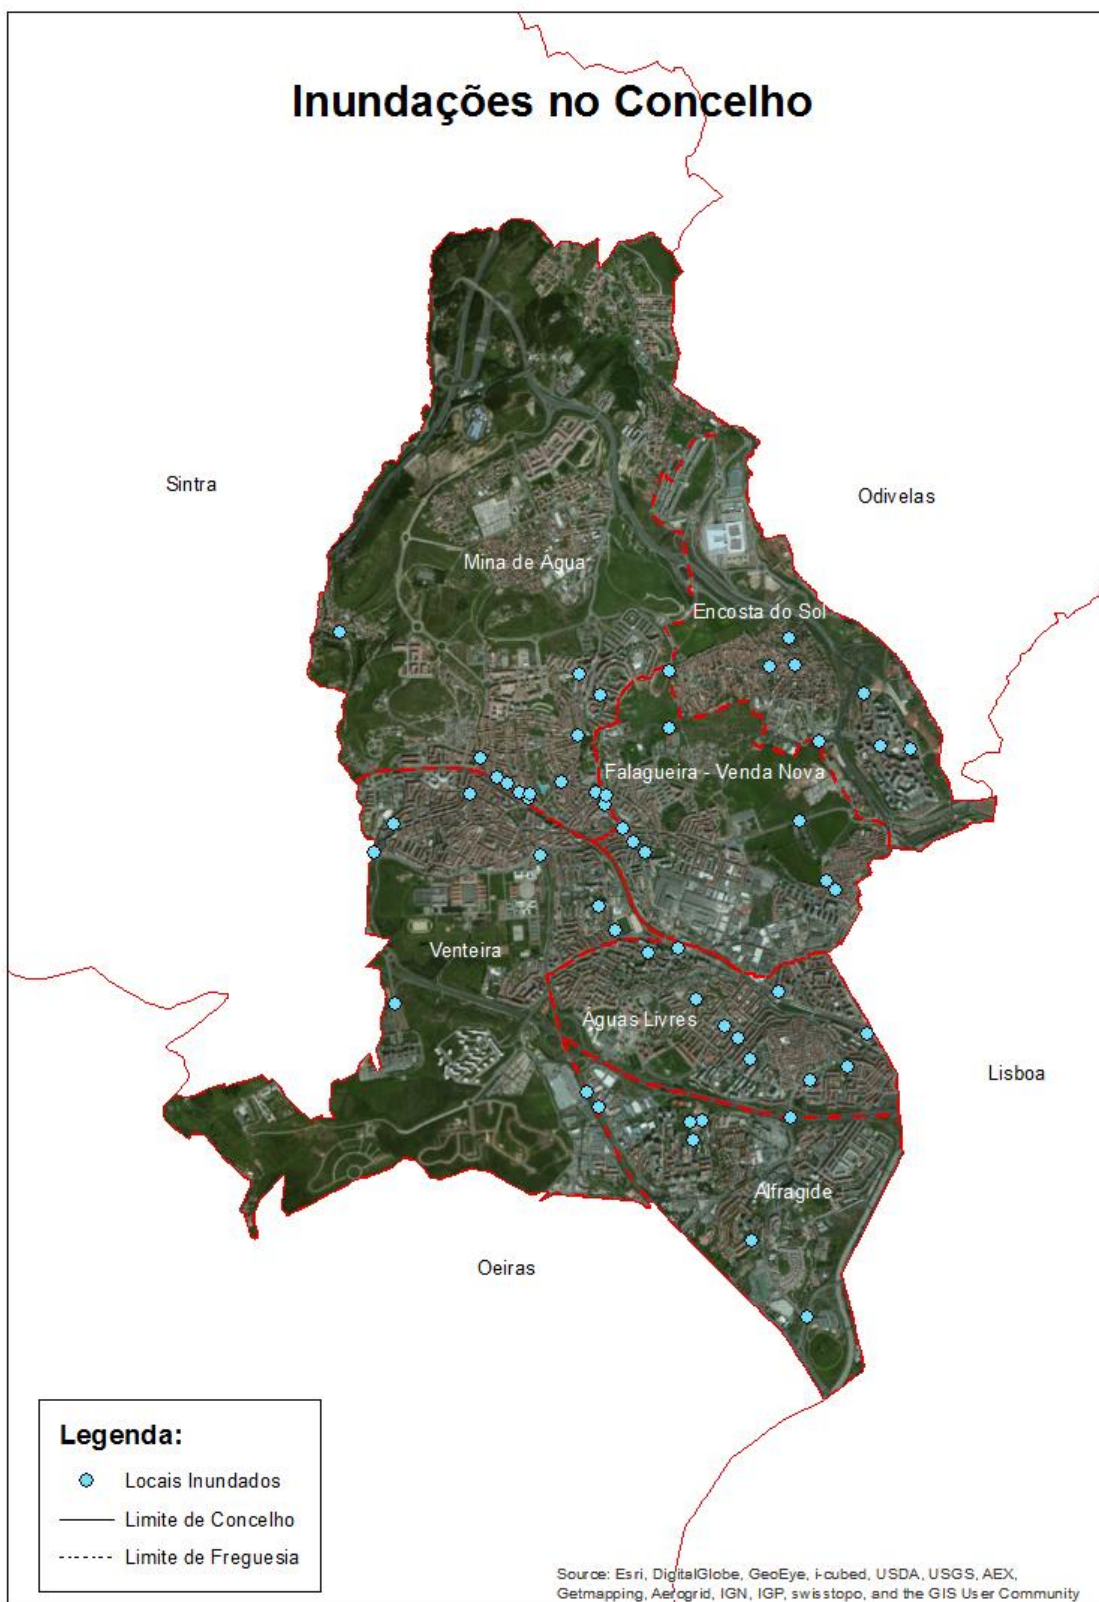 Inundações no Concelho
Sintra
Odivelas
Mina de Água
Encosta do Sol
Falagueira - Venda Nova
Venteira
Águas Livres
Lisboa
Alfragide
Oeiras
Legenda:
Locais Inundados
Limite de Concelho
Limite de Freguesia
Source: Esri, DigitalGlobe, GeoEye, i-cubed, USDA, USGS, AEX,
Getmapping, Aerogrid, IGN, IGP, swisstopo, and the GIS User Community